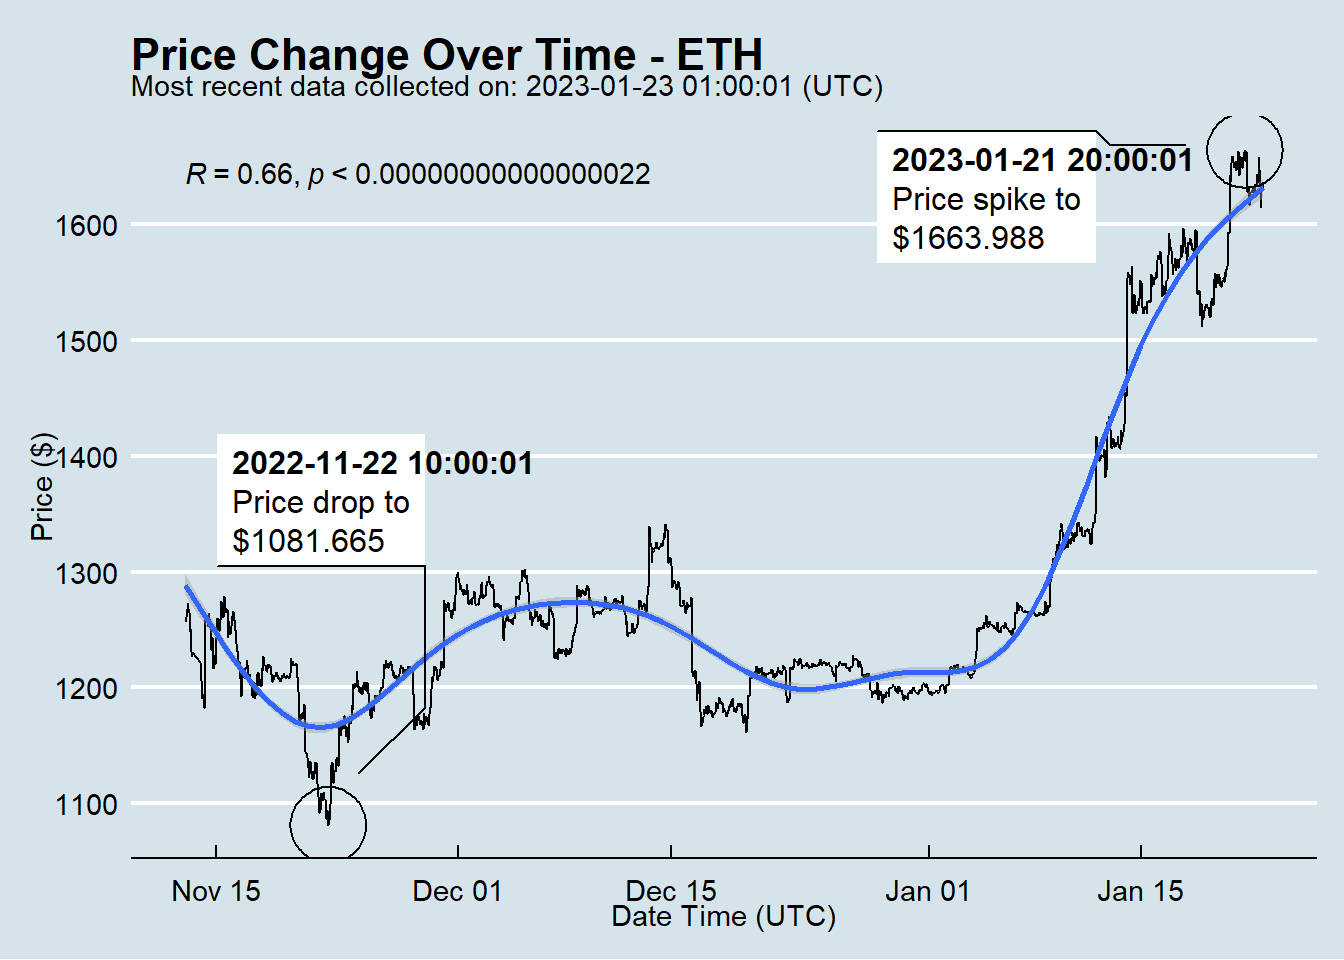 Price Change Over Time - ETH
Most recent data collected on: 2023-01-23 01:00:01 (UTC)
R = 0.66, p < 0.00000000000000022
2023-01-21 20:00:01
Price spike to
$1663.988
2022-11-22 10:00:01
Price drop to
$1081.665
Price ($)
1600
1500
1400
1300
1200
1100
Nov 15
Dec 01
Dec 15
Jan 01
Jan 15
Date Time (UTC)